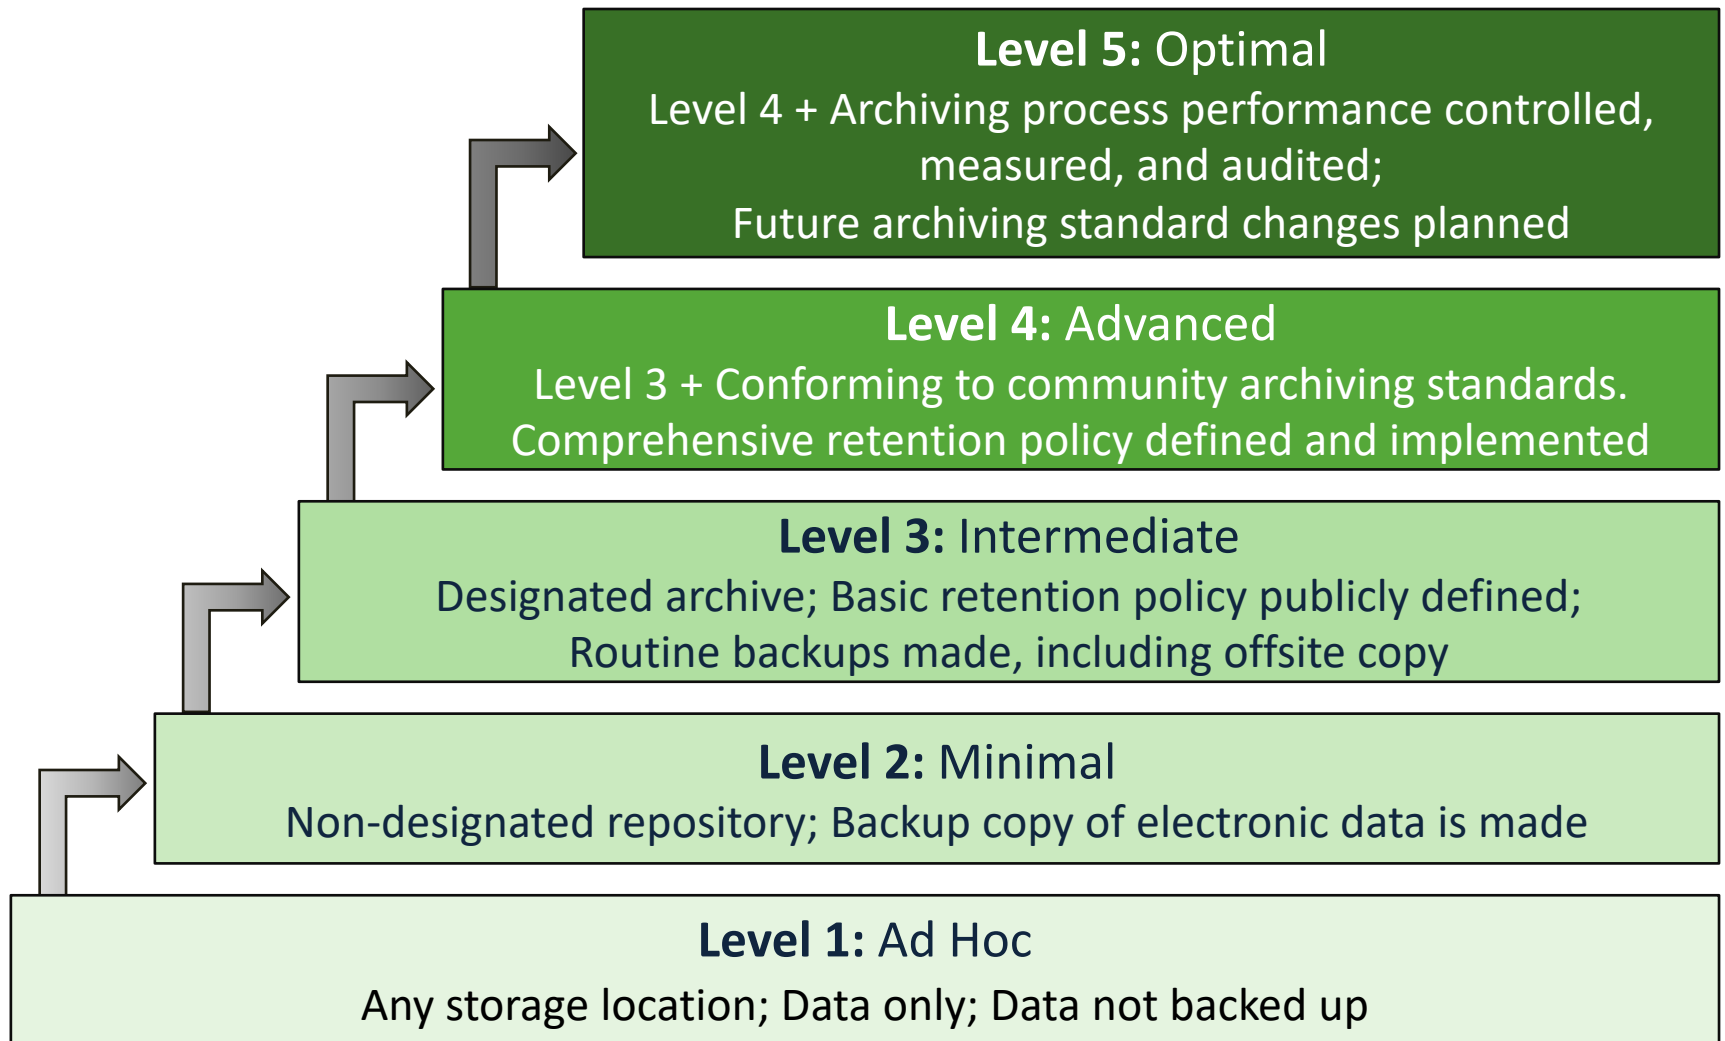 Level 5: Optimal
Level 4 + Archiving process performance controlled,
measured, and audited;
Future archiving standard changes planned
Level 4: Advanced
Level 3 + Conforming to community archiving standards.
Comprehensive retention policy defined and implemented
Level 3: Intermediate
Designated archive; Basic retention policy publicly defined;
Routine backups made, including offsite copy
Level 2: Minimal
Non-designated repository; Backup copy of electronic data is made
Level 1: Ad Hoc
Any storage location; Data only; Data not backed up